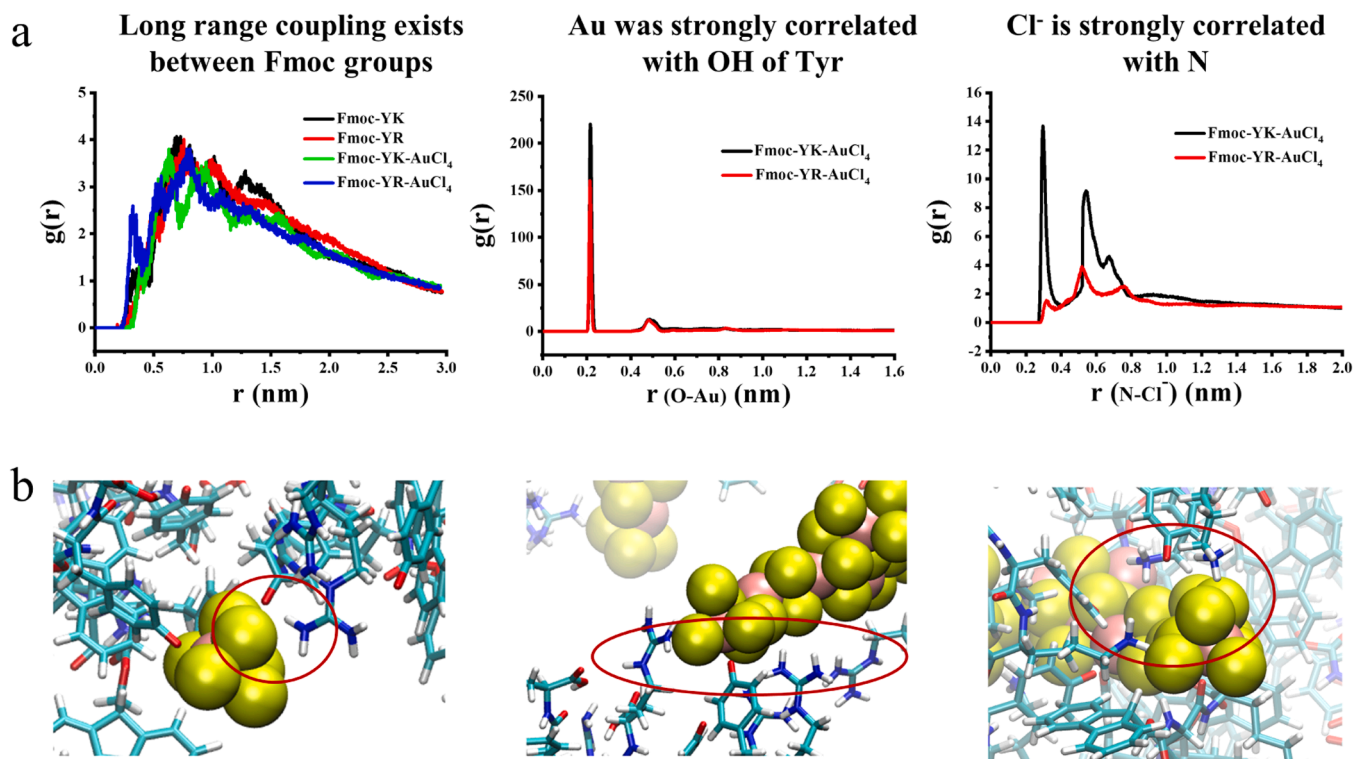 a
Long range coupling exists
between Fmoc groups
5
4
3
2
1
0
g(r)
Fmoc-YK
Fmoc-YR
Fmoc-YK-AuCl₄
Fmoc-YR-AuCl₄
0.0 0.5 1.0 1.5 2.0 2.5 3.0
r (nm)
Au was strongly correlated
with OH of Tyr
250
200
150
100
50
0
g(r)
Fmoc-YK-AuCl₄
Fmoc-YR-AuCl₄
0.0 0.2 0.4 0.6 0.8 1.0 1.2 1.4 1.6
r (O-Au) (nm)
Cl⁻ is strongly correlated
with N
16
14
12
10
8
6
4
2
0
-2
g(r)
Fmoc-YK-AuCl₄
Fmoc-YR-AuCl₄
0.0 0.2 0.4 0.6 0.8 1.0 1.2 1.4 1.6 1.8 2.0
r (N-Cl⁻) (nm)
b